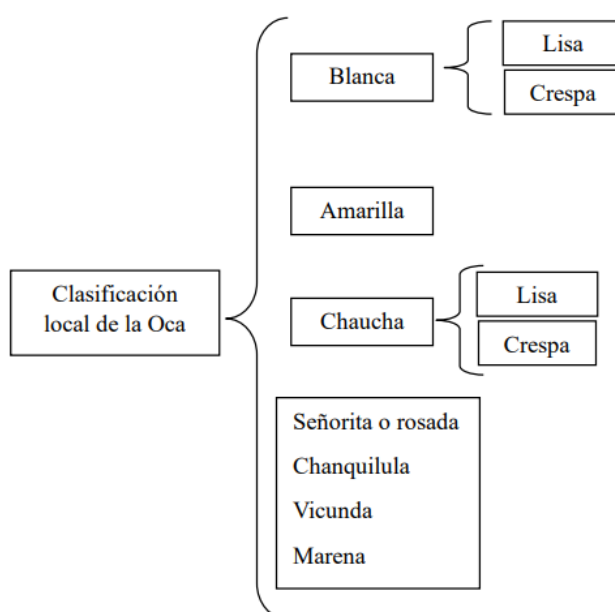 Clasificación
local de la Oca
Blanca
Lisa
Crespa
Amarilla
Chaucha
Lisa
Crespa
Señorita o rosada
Chanquilula
Vicunda
Marena